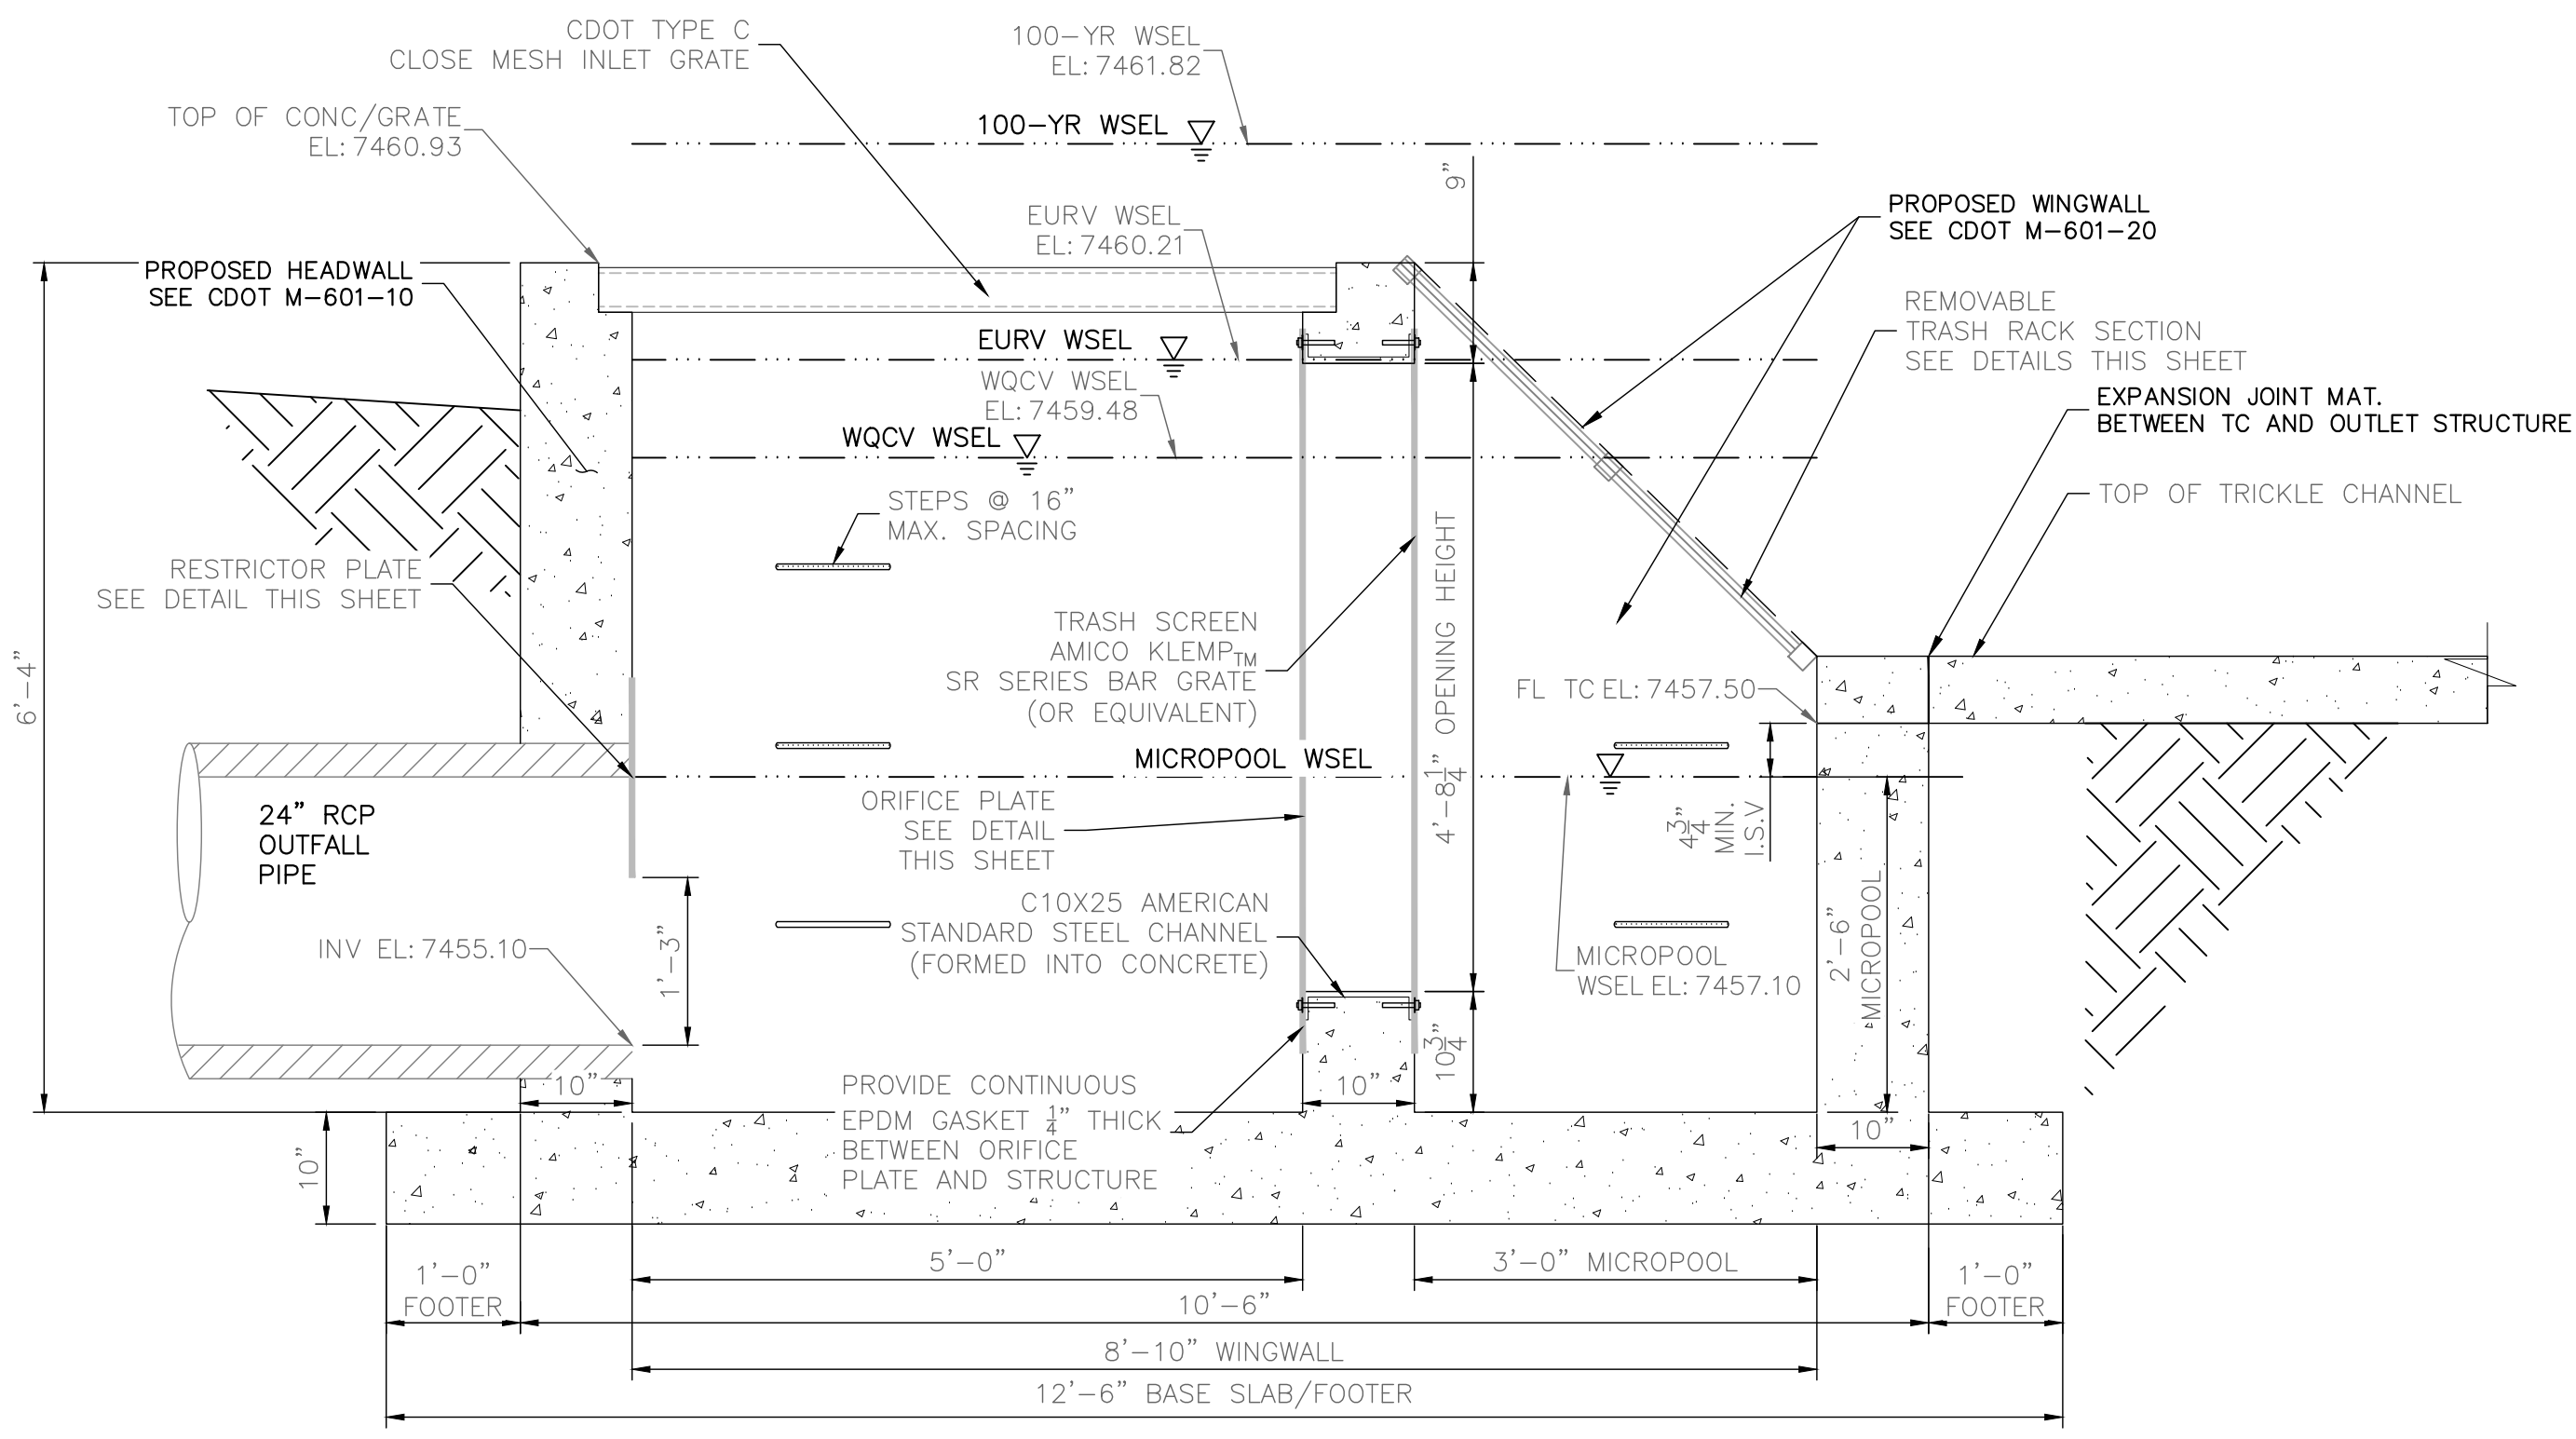 CDOT TYPE C
CLOSE MESH INLET GRATE
100-YR WSEL
EL: 7461.82
TOP OF CONC/GRATE
EL: 7460.93
100-YR WSEL
9"
EURV WSEL
EL: 7460.21
PROPOSED WINGWALL
SEE CDOT M-601-20
PROPOSED HEADWALL
SEE CDOT M-601-10
REMOVABLE
TRASH RACK SECTION
SEE DETAILS THIS SHEET
EURV WSEL
WQCV WSEL
EL: 7459.48
EXPANSION JOINT MAT.
BETWEEN TC AND OUTLET STRUCTURE
WQCV WSEL
STEPS @ 16"
MAX. SPACING
TOP OF TRICKLE CHANNEL
RESTRICTOR PLATE
SEE DETAIL THIS SHEET
6'-4"
TRASH SCREEN
AMICO KLEMP™
SR SERIES BAR GRATE
(OR EQUIVALENT)
4'-8 1/4" OPENING HEIGHT
FL TC EL: 7457.50
MICROPOOL WSEL
24" RCP
OUTFALL
PIPE
ORIFICE PLATE
SEE DETAIL
THIS SHEET
4 3/4"
MIN.
I.S.V
C10X25 AMERICAN
STANDARD STEEL CHANNEL
(FORMED INTO CONCRETE)
INV EL: 7455.10
1'-3"
MICROPOOL
WSEL EL: 7457.10
2'-6"
MICROPOOL
10 3/4"
10"
PROVIDE CONTINUOUS
EPDM GASKET 1/4" THICK
BETWEEN ORIFICE
PLATE AND STRUCTURE
10"
10"
10"
5'-0"
3'-0" MICROPOOL
1'-0"
FOOTER
10'-6"
1'-0"
FOOTER
8'-10" WINGWALL
12'-6" BASE SLAB/FOOTER